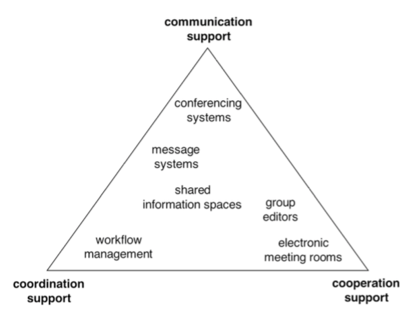 communication
support
conferencing
systems
message
systems
shared
information spaces
group
editors
workflow
management
electronic
meeting rooms
coordination
support
cooperation
support